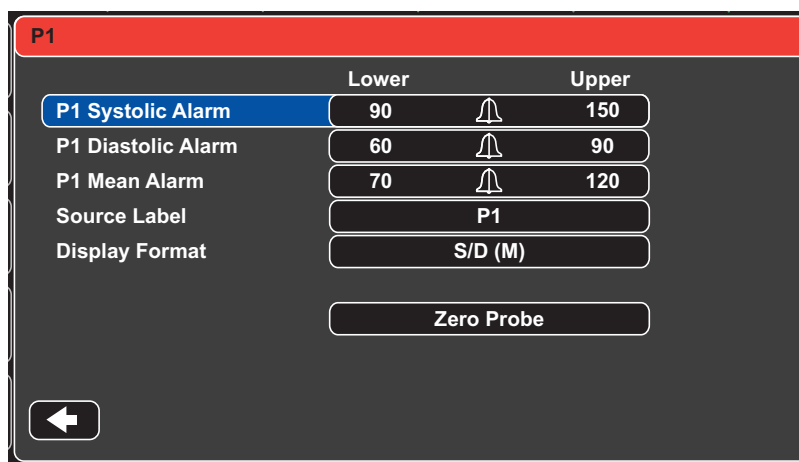 P1
Lower Upper
P1 Systolic Alarm 90 150
P1 Diastolic Alarm 60 90
P1 Mean Alarm 70 120
Source Label P1
Display Format S/D (M)
Zero Probe